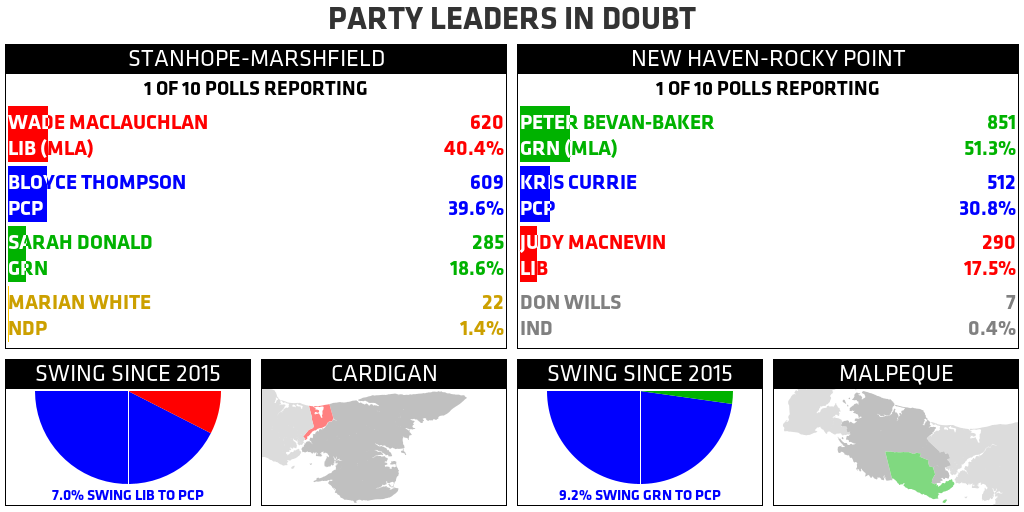 PARTY LEADERS IN DOUBT
STANHOPE-MARSHFIELD
1 OF 10 POLLS REPORTING
WADE MACLAUCHLAN 620
LIB (MLA) 40.4%
BLOYCE THOMPSON 609
PCP 39.6%
SARAH DONALD 285
GRN 18.6%
MARIAN WHITE 22
NDP 1.4%
NEW HAVEN-ROCKY POINT
1 OF 10 POLLS REPORTING
PETER BEVAN-BAKER 851
GRN (MLA) 51.3%
KRIS CURRIE 512
PCP 30.8%
JUDY MACNEVIN 290
LIB 17.5%
DON WILLS 7
IND 0.4%
SWING SINCE 2015
7.0% SWING LIB TO PCP
CARDIGAN
SWING SINCE 2015
9.2% SWING GRN TO PCP
MALPEQUE